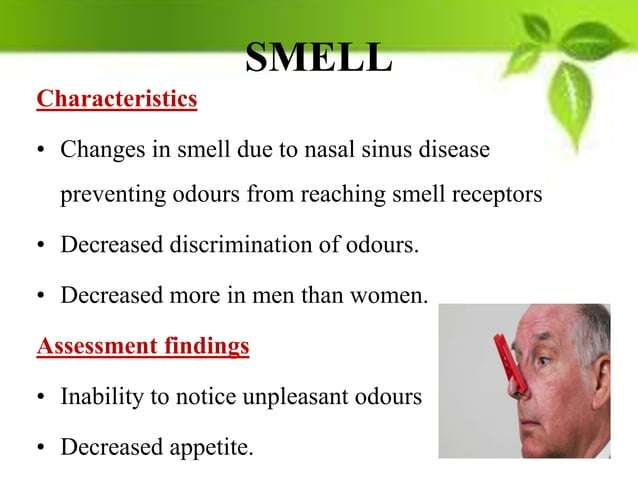 SMELL
Characteristics
• Changes in smell due to nasal sinus disease
preventing odours from reaching smell receptors
• Decreased discrimination of odours.
• Decreased more in men than women.
Assessment findings
• Inability to notice unpleasant odours
• Decreased appetite.